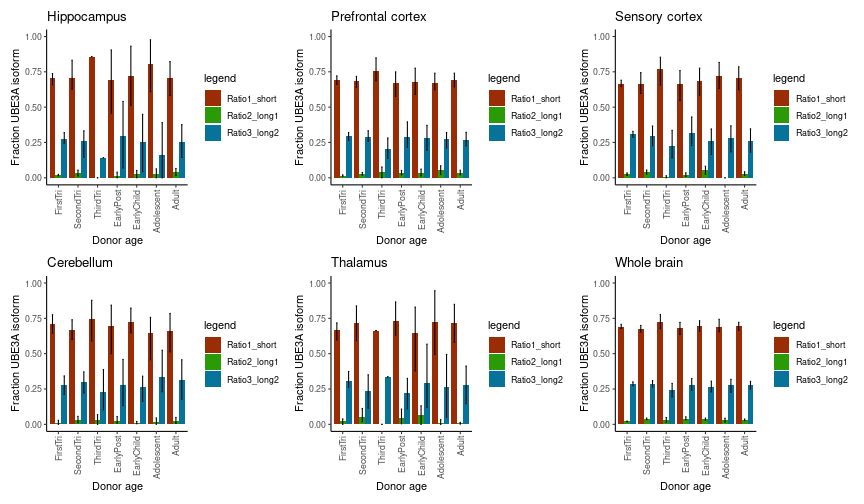 Hippocampus
Fraction UBE3A isoform
1.00
0.75
0.50
0.25
0.00
FirstTri
SecondTri
ThirdTri
EarlyPost
EarlyChild
Adolescent
Adult
Donor age
legend
Ratio1_short
Ratio2_long1
Ratio3_long2
Prefrontal cortex
Fraction UBE3A isoform
1.00
0.75
0.50
0.25
0.00
FirstTri
SecondTri
ThirdTri
EarlyPost
EarlyChild
Adolescent
Adult
Donor age
legend
Ratio1_short
Ratio2_long1
Ratio3_long2
Sensory cortex
Fraction UBE3A isoform
1.00
0.75
0.50
0.25
0.00
FirstTri
SecondTri
ThirdTri
EarlyPost
EarlyChild
Adolescent
Adult
Donor age
legend
Ratio1_short
Ratio2_long1
Ratio3_long2
Cerebellum
Fraction UBE3A isoform
1.00
0.75
0.50
0.25
0.00
FirstTri
SecondTri
ThirdTri
EarlyPost
EarlyChild
Adolescent
Adult
Donor age
legend
Ratio1_short
Ratio2_long1
Ratio3_long2
Thalamus
Fraction UBE3A isoform
1.00
0.75
0.50
0.25
0.00
FirstTri
SecondTri
ThirdTri
EarlyPost
EarlyChild
Adolescent
Adult
Donor age
legend
Ratio1_short
Ratio2_long1
Ratio3_long2
Whole brain
Fraction UBE3A isoform
1.00
0.75
0.50
0.25
0.00
FirstTri
SecondTri
ThirdTri
EarlyPost
EarlyChild
Adolescent
Adult
Donor age
legend
Ratio1_short
Ratio2_long1
Ratio3_long2